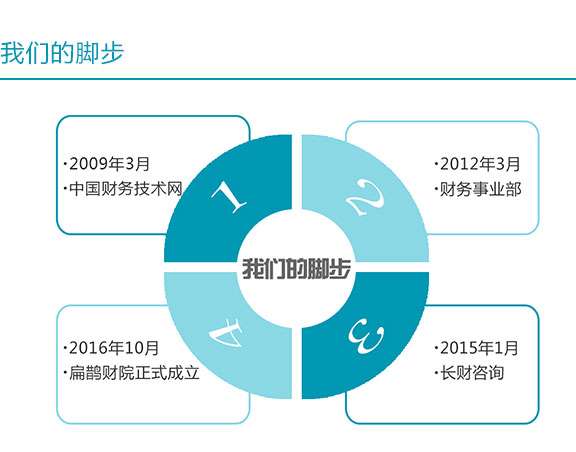 我们的脚步
·2009年3月
·中国财务技术网
1
2
·2012年3月
·财务事业部
我们的脚步
·2016年10月
·扁鹊财院正式成立
4
3
·2015年1月
·长财咨询